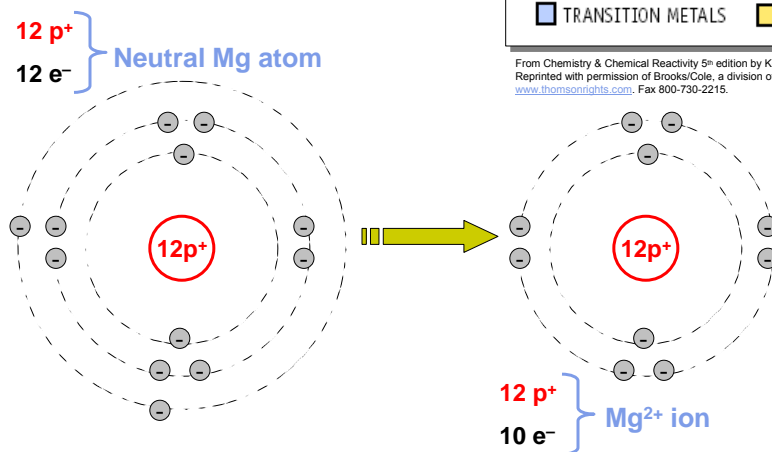 TRANSITION METALS
From Chemistry & Chemical Reactivity 5th edition by K
Reprinted with permission of Brooks/Cole, a division o
www.thomsonrights.com. Fax 800-730-2215.
12 p⁺
12 e⁻
Neutral Mg atom
12p⁺
12p⁺
12 p⁺
10 e⁻
Mg²⁺ ion